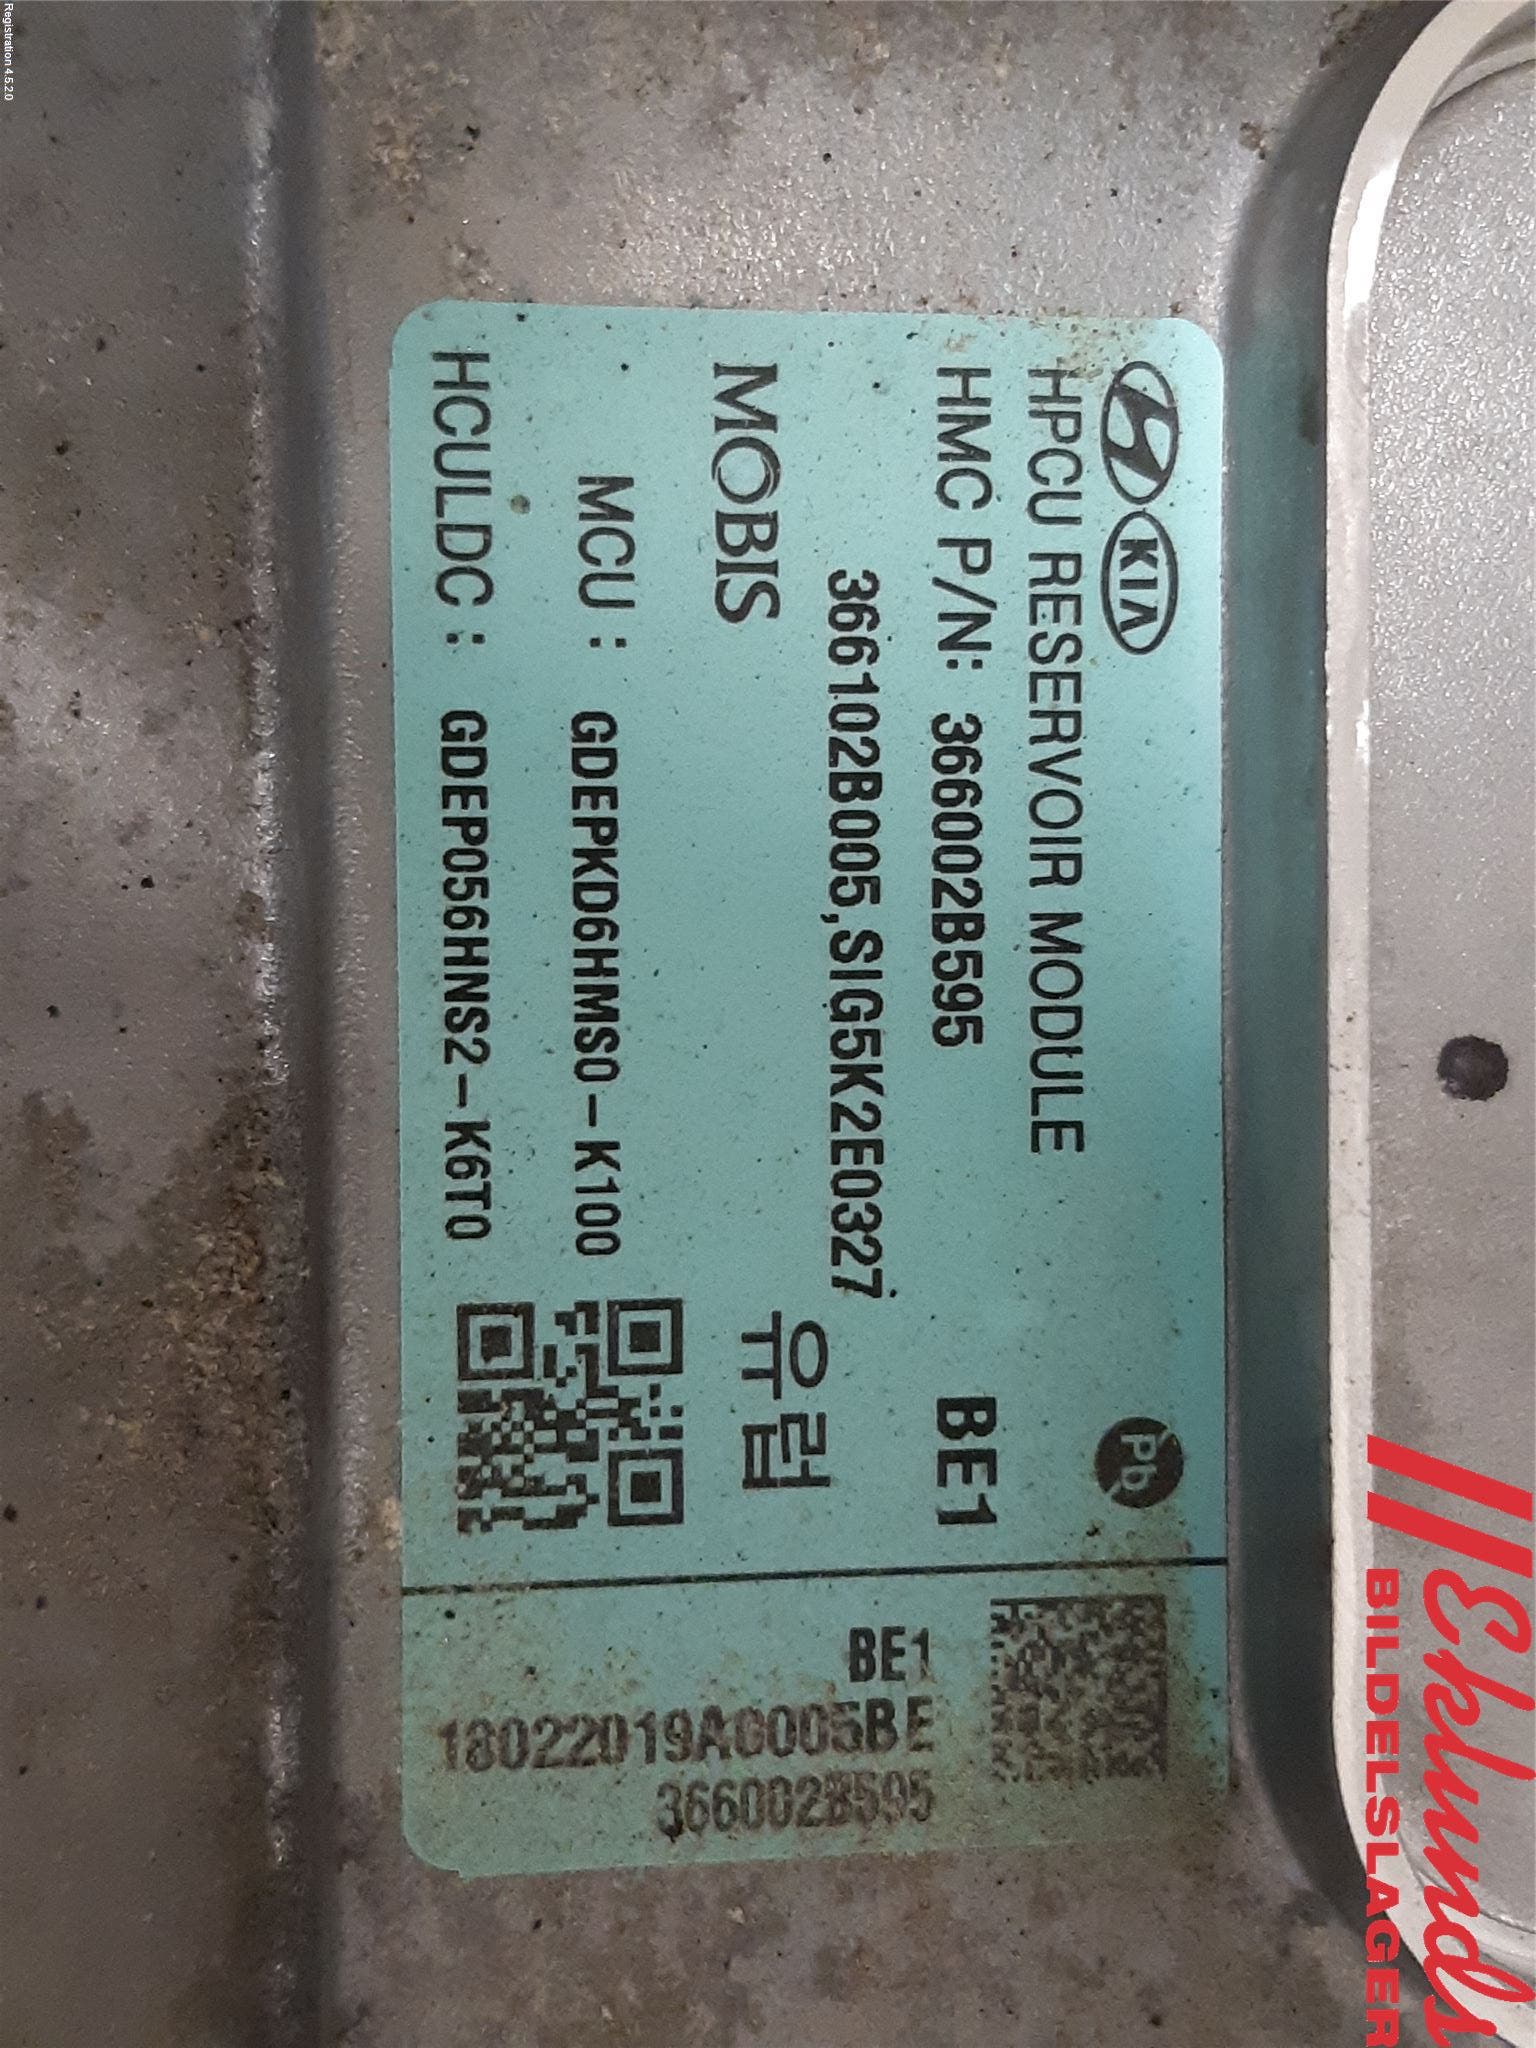 KIA
HPCU RESERVOIR MODULE
Pb
HMC P/N: 366002B595
BE1
366102B005,SIG5K2E0327
MOBIS
유럽
MCU : GDEPKD6HMS0-K100
HCULDC : GDEP056HNS2-K6T0
BE1
18022019A0005BE
366002B595
Eklunds
BILDELSLAGER
Registration 4.5.2.0